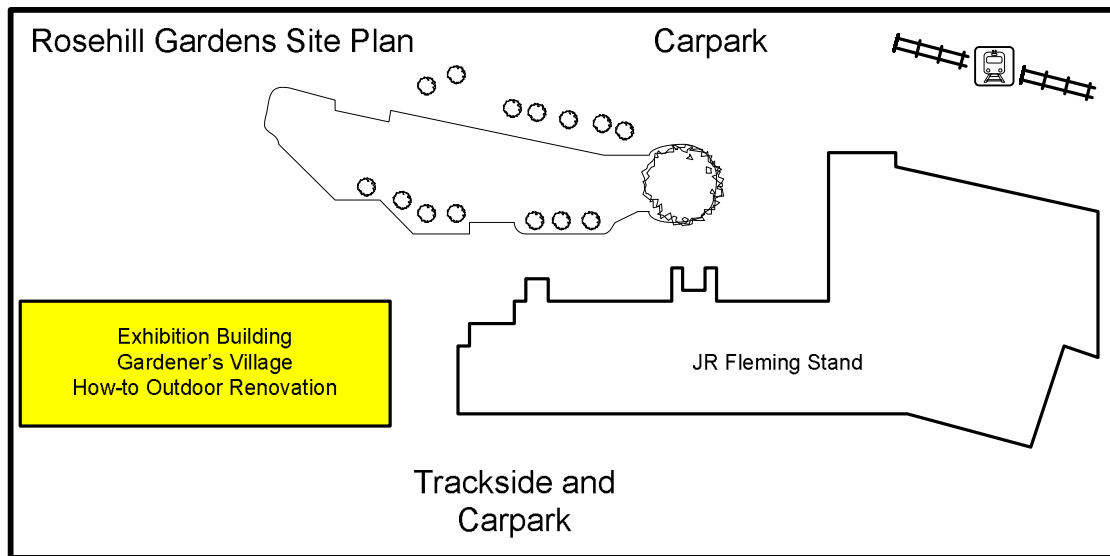 Rosehill Gardens Site Plan
Carpark
Exhibition Building
Gardener's Village
How-to Outdoor Renovation
JR Fleming Stand
Trackside and
Carpark